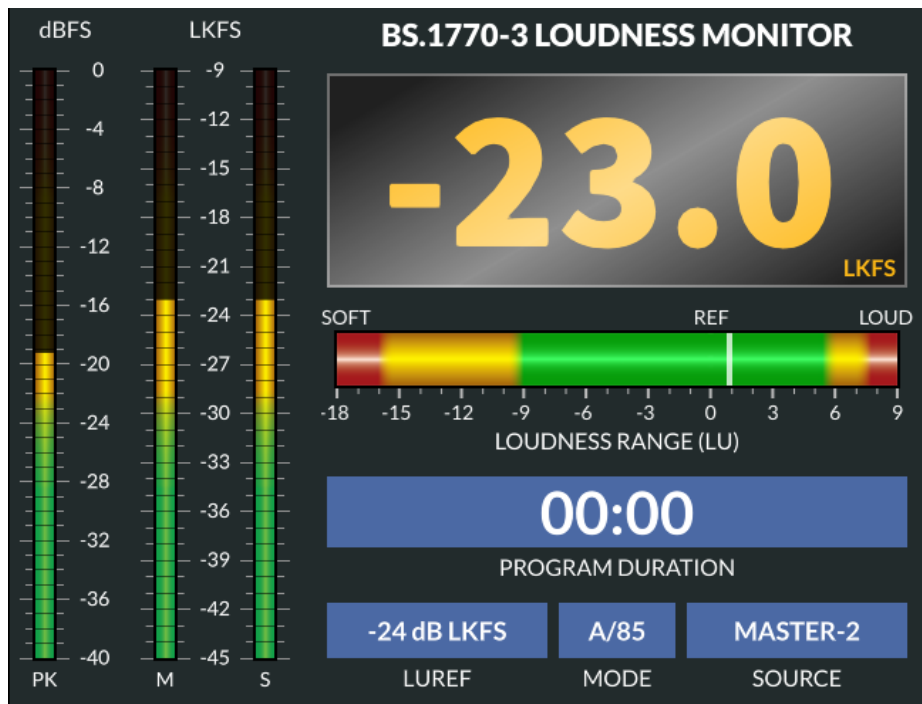 dBFS
LKFS
0
-4
-8
-12
-16
-20
-24
-28
-32
-36
-40
-9
-12
-15
-18
-21
-24
-27
-30
-33
-36
-39
-42
-45
PK
M
S
BS.1770-3 LOUDNESS MONITOR
-23.0
LKFS
SOFT REF LOUD
-18 -15 -12 -9 -6 -3 0 3 6 9
LOUDNESS RANGE (LU)
00:00
PROGRAM DURATION
-24 dB LKFS A/85 MASTER-2
LUREF MODE SOURCE